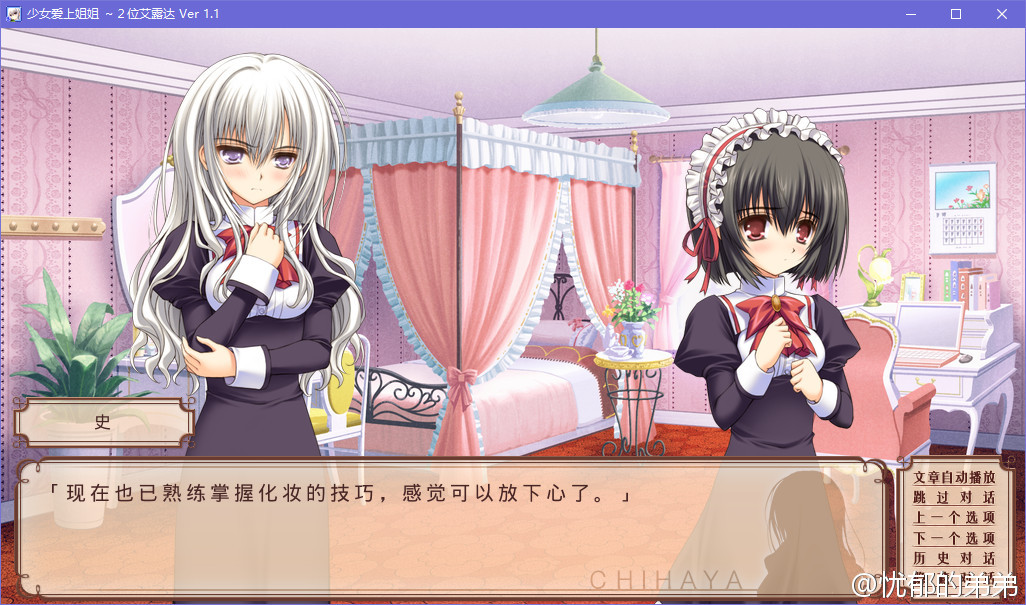 少女爱上姐姐 ~ 2 位艾露达 Ver 1.1
史
「现在也已熟练掌握化妆的技巧，感觉可以放下心了。」
CHIHAYA
文章自动播放
跳过对话
上一个选项
下一个选项
历史对话
@忧郁的弟弟